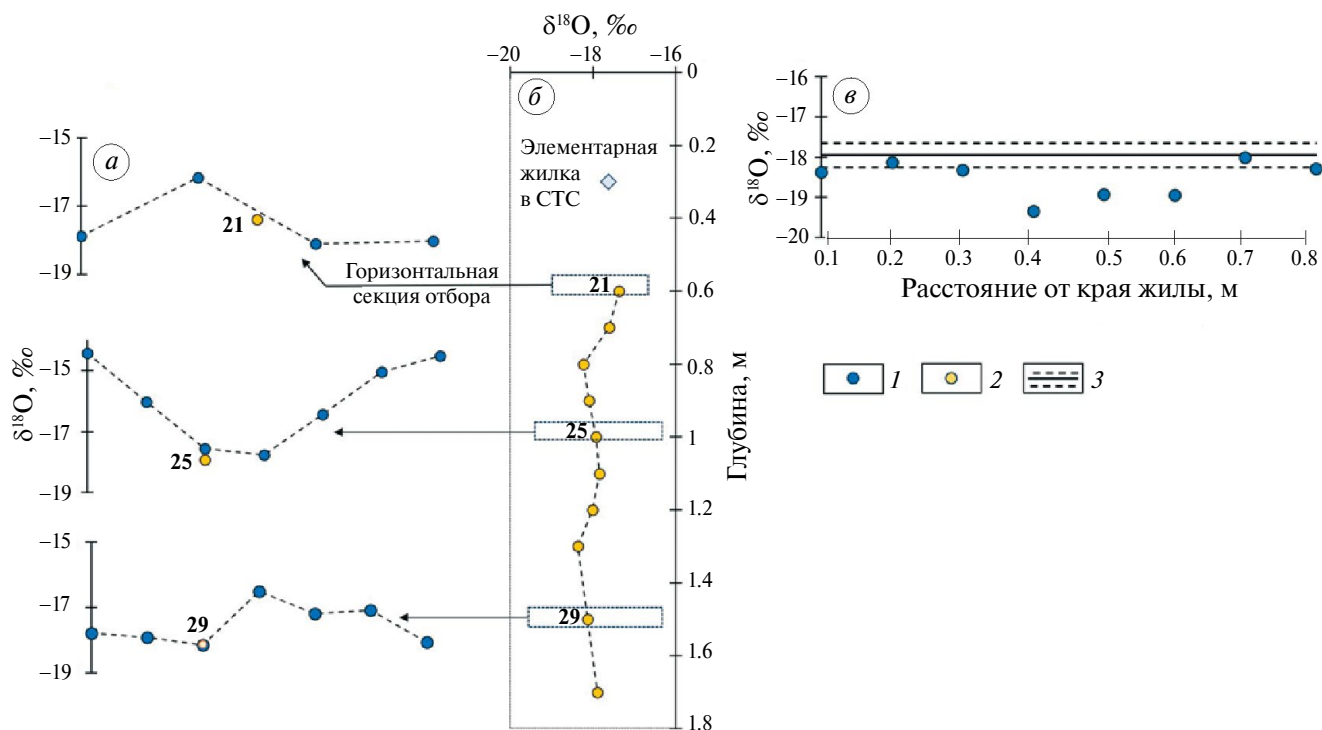 δ¹⁸O, ‰
−20 −18 −16
б
0
0.2
0.4
0.6
0.8
1
1.2
1.4
1.6
1.8
Глубина, м
Элементарная
жилка
в СТС
21
25
29
а
δ¹⁸O, ‰
−15
−17
−19
21
Горизонтальная
секция отбора
−15
−17
−19
25
−15
−17
−19
29
в
δ¹⁸O, ‰
−16
−17
−18
−19
−20
0.1 0.2 0.3 0.4 0.5 0.6 0.7 0.8
Расстояние от края жилы, м
1 2 3